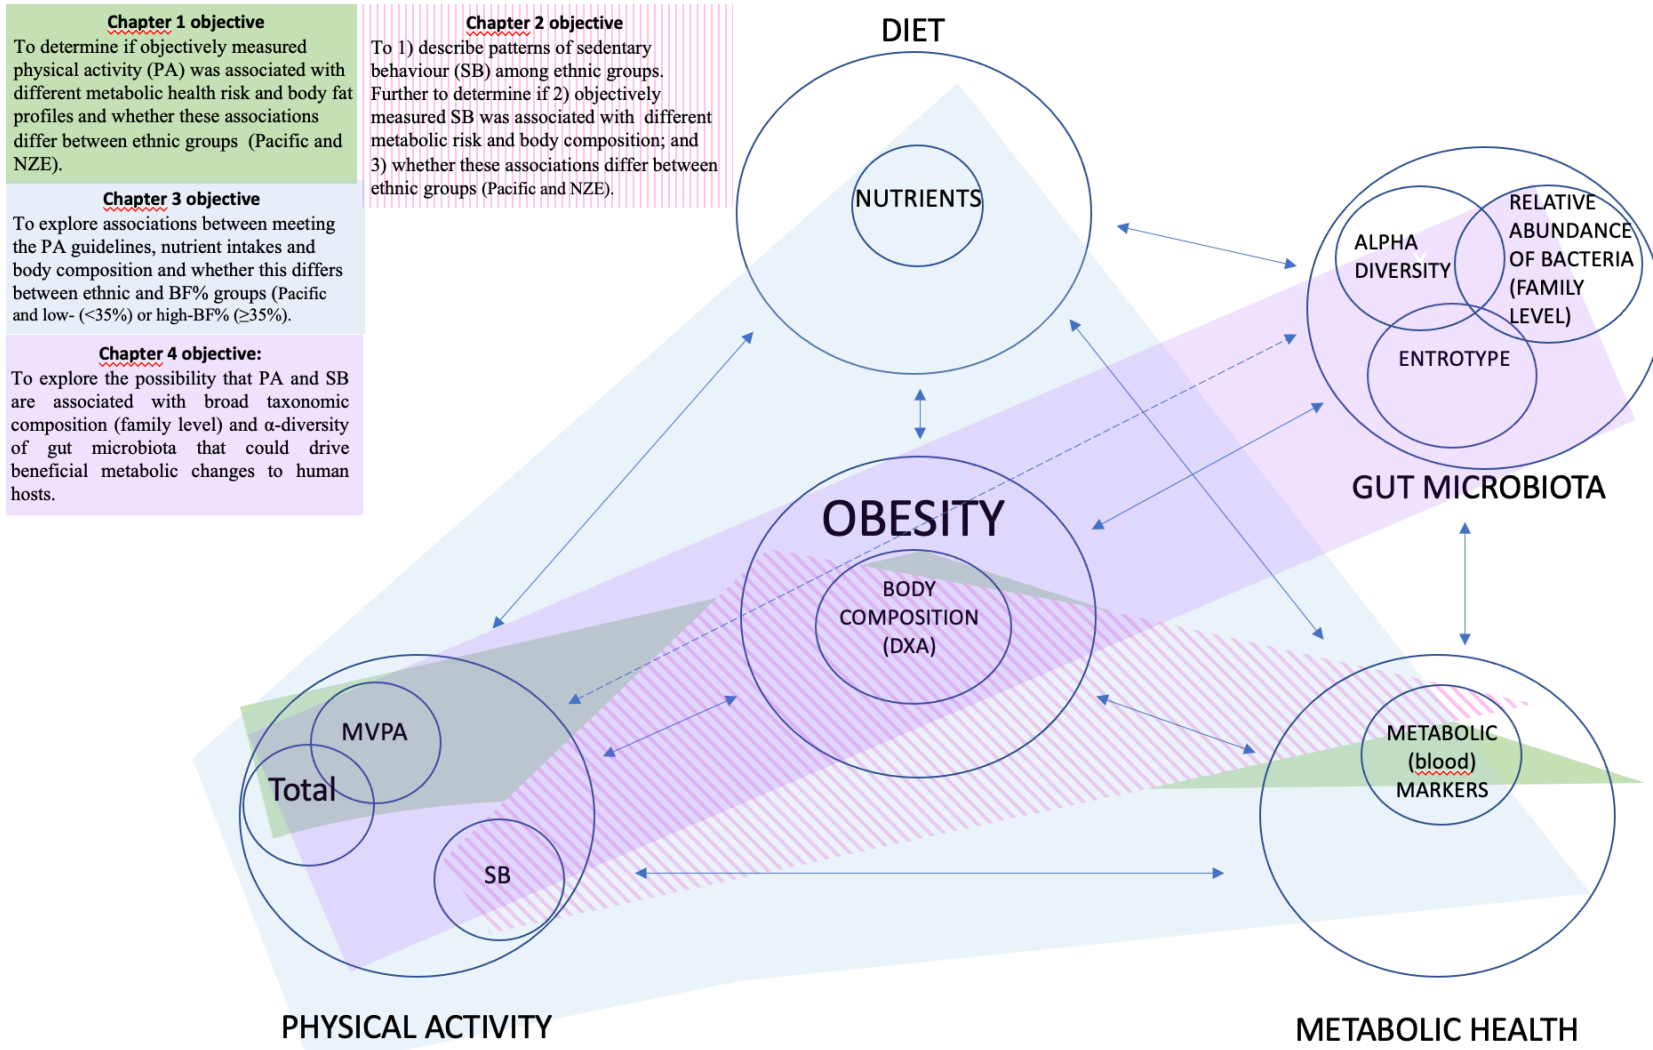 Chapter 1 objective
To determine if objectively measured
physical activity (PA) was associated with
different metabolic health risk and body fat
profiles and whether these associations
differ between ethnic groups (Pacific and
NZE).
Chapter 2 objective
To 1) describe patterns of sedentary
behaviour (SB) among ethnic groups.
Further to determine if 2) objectively
measured SB was associated with different
metabolic risk and body composition; and
3) whether these associations differ between
ethnic groups (Pacific and NZE).
Chapter 3 objective
To explore associations between meeting
the PA guidelines, nutrient intakes and
body composition and whether this differs
between ethnic and BF% groups (Pacific
and low- (<35%) or high-BF% (≥35%).
Chapter 4 objective:
To explore the possibility that PA and SB
are associated with broad taxonomic
composition (family level) and α-diversity
of gut microbiota that could drive
beneficial metabolic changes to human
hosts.
DIET
NUTRIENTS
RELATIVE
ABUNDANCE
OF BACTERIA
(FAMILY
LEVEL)
ALPHA
DIVERSITY
ENTROTYPE
GUT MICROBIOTA
OBESITY
BODY
COMPOSITION
(DXA)
MVPA
Total
SB
PHYSICAL ACTIVITY
METABOLIC
(blood)
MARKERS
METABOLIC HEALTH